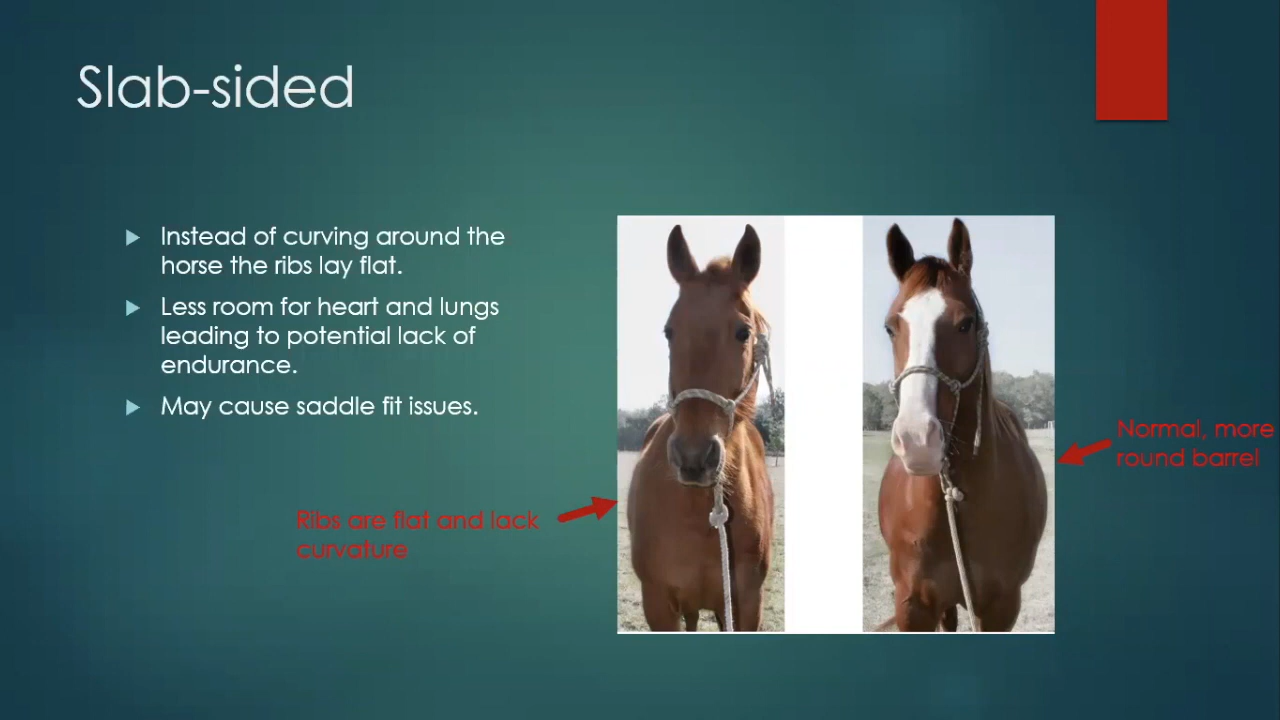 Slab-sided
Instead of curving around the
horse the ribs lay flat.
Less room for heart and lungs
leading to potential lack of
endurance.
May cause saddle fit issues.
Ribs are flat and lack
curvature
Normal, more
round barrel